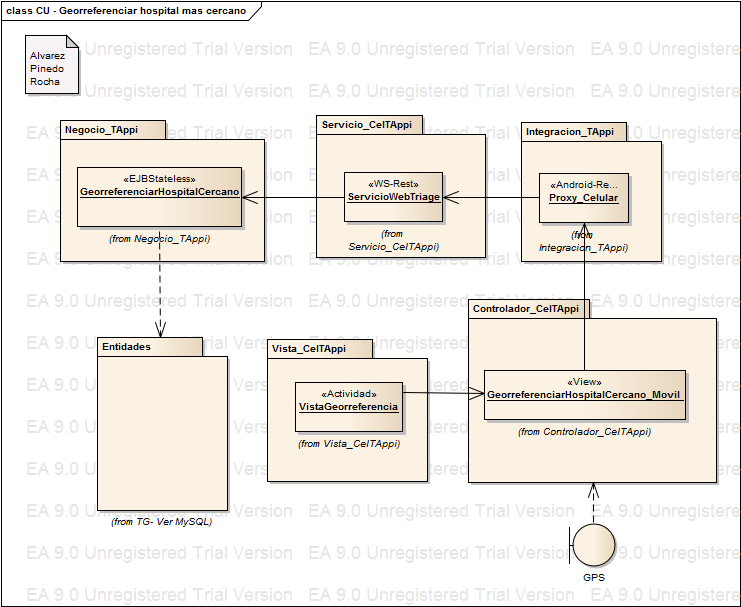 class CU - Georreferenciar hospital mas cercano
Alvarez
Pinedo
Rocha
EA 9.0 Unregistered Trial Version
Negocio_TAppi
«EJBStateless»
GeorreferenciarHospitalCercano
(from Negocio_TAppi)
Servicio_CelTAppi
«WS-Rest»
ServicioWebTriage
(from
Servicio_CelTAppi)
Integracion_TAppi
«Android-Re...
Proxy_Celular
(from
Integracion_TAppi)
Entidades
(from TG- Ver MySQL)
Vista_CelTAppi
«Actividad»
VistaGeorreferencia
(from Vista_CelTAppi)
Controlador_CelTAppi
«View»
GeorreferenciarHospitalCercano_Movil
(from Controlador_CelTAppi)
GPS